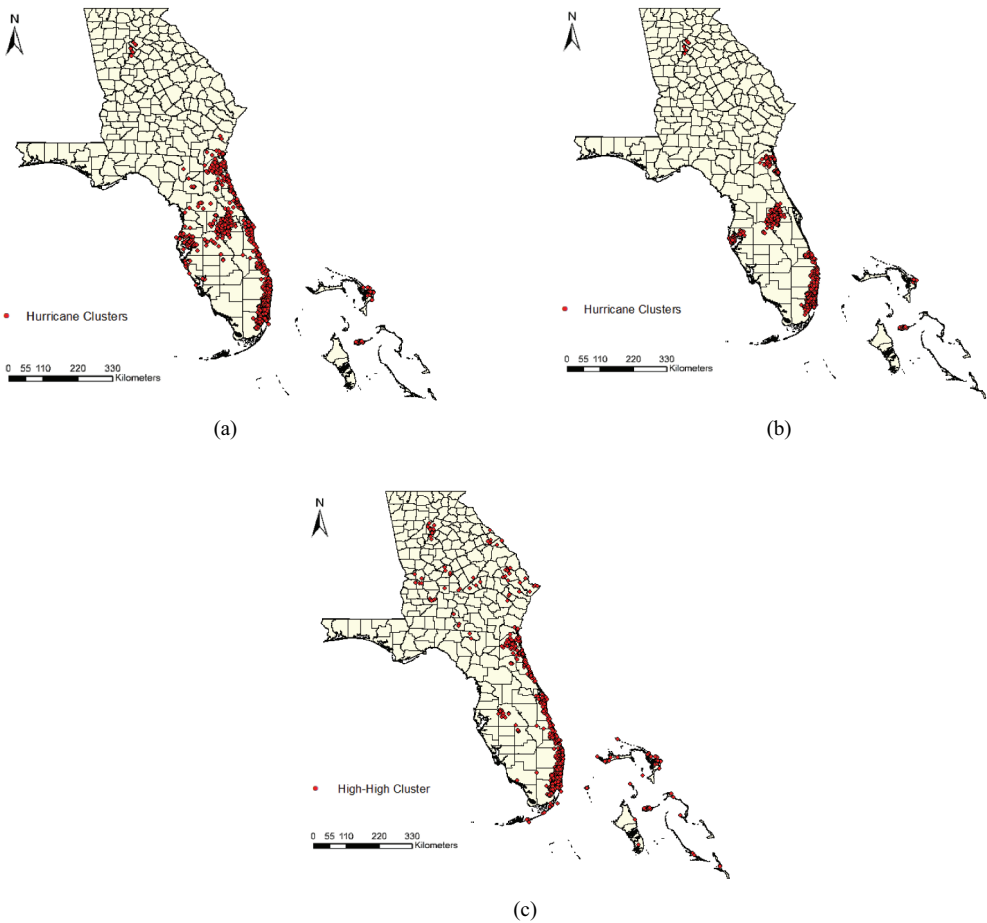 N
Hurricane Clusters
0 55 110 220 330
Kilometers
(a)
N
Hurricane Clusters
0 55 110 220 330
Kilometers
(b)
N
High-High Cluster
0 55 110 220 330
Kilometers
(c)